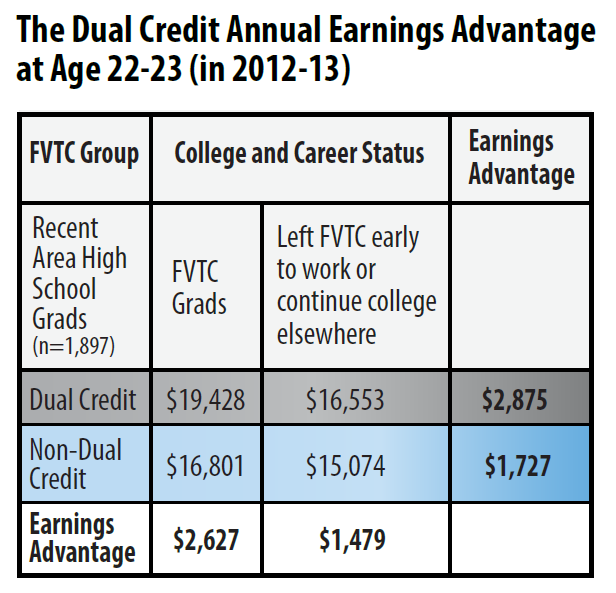 The Dual Credit Annual Earnings Advantage
at Age 22-23 (in 2012-13)
FVTC Group
College and Career Status
Earnings
Advantage
Recent
Area High
School
Grads
(n=1,897)
FVTC
Grads
Left FVTC early
to work or
continue college
elsewhere
Dual Credit
$19,428
$16,553
$2,875
Non-Dual
Credit
$16,801
$15,074
$1,727
Earnings
Advantage
$2,627
$1,479